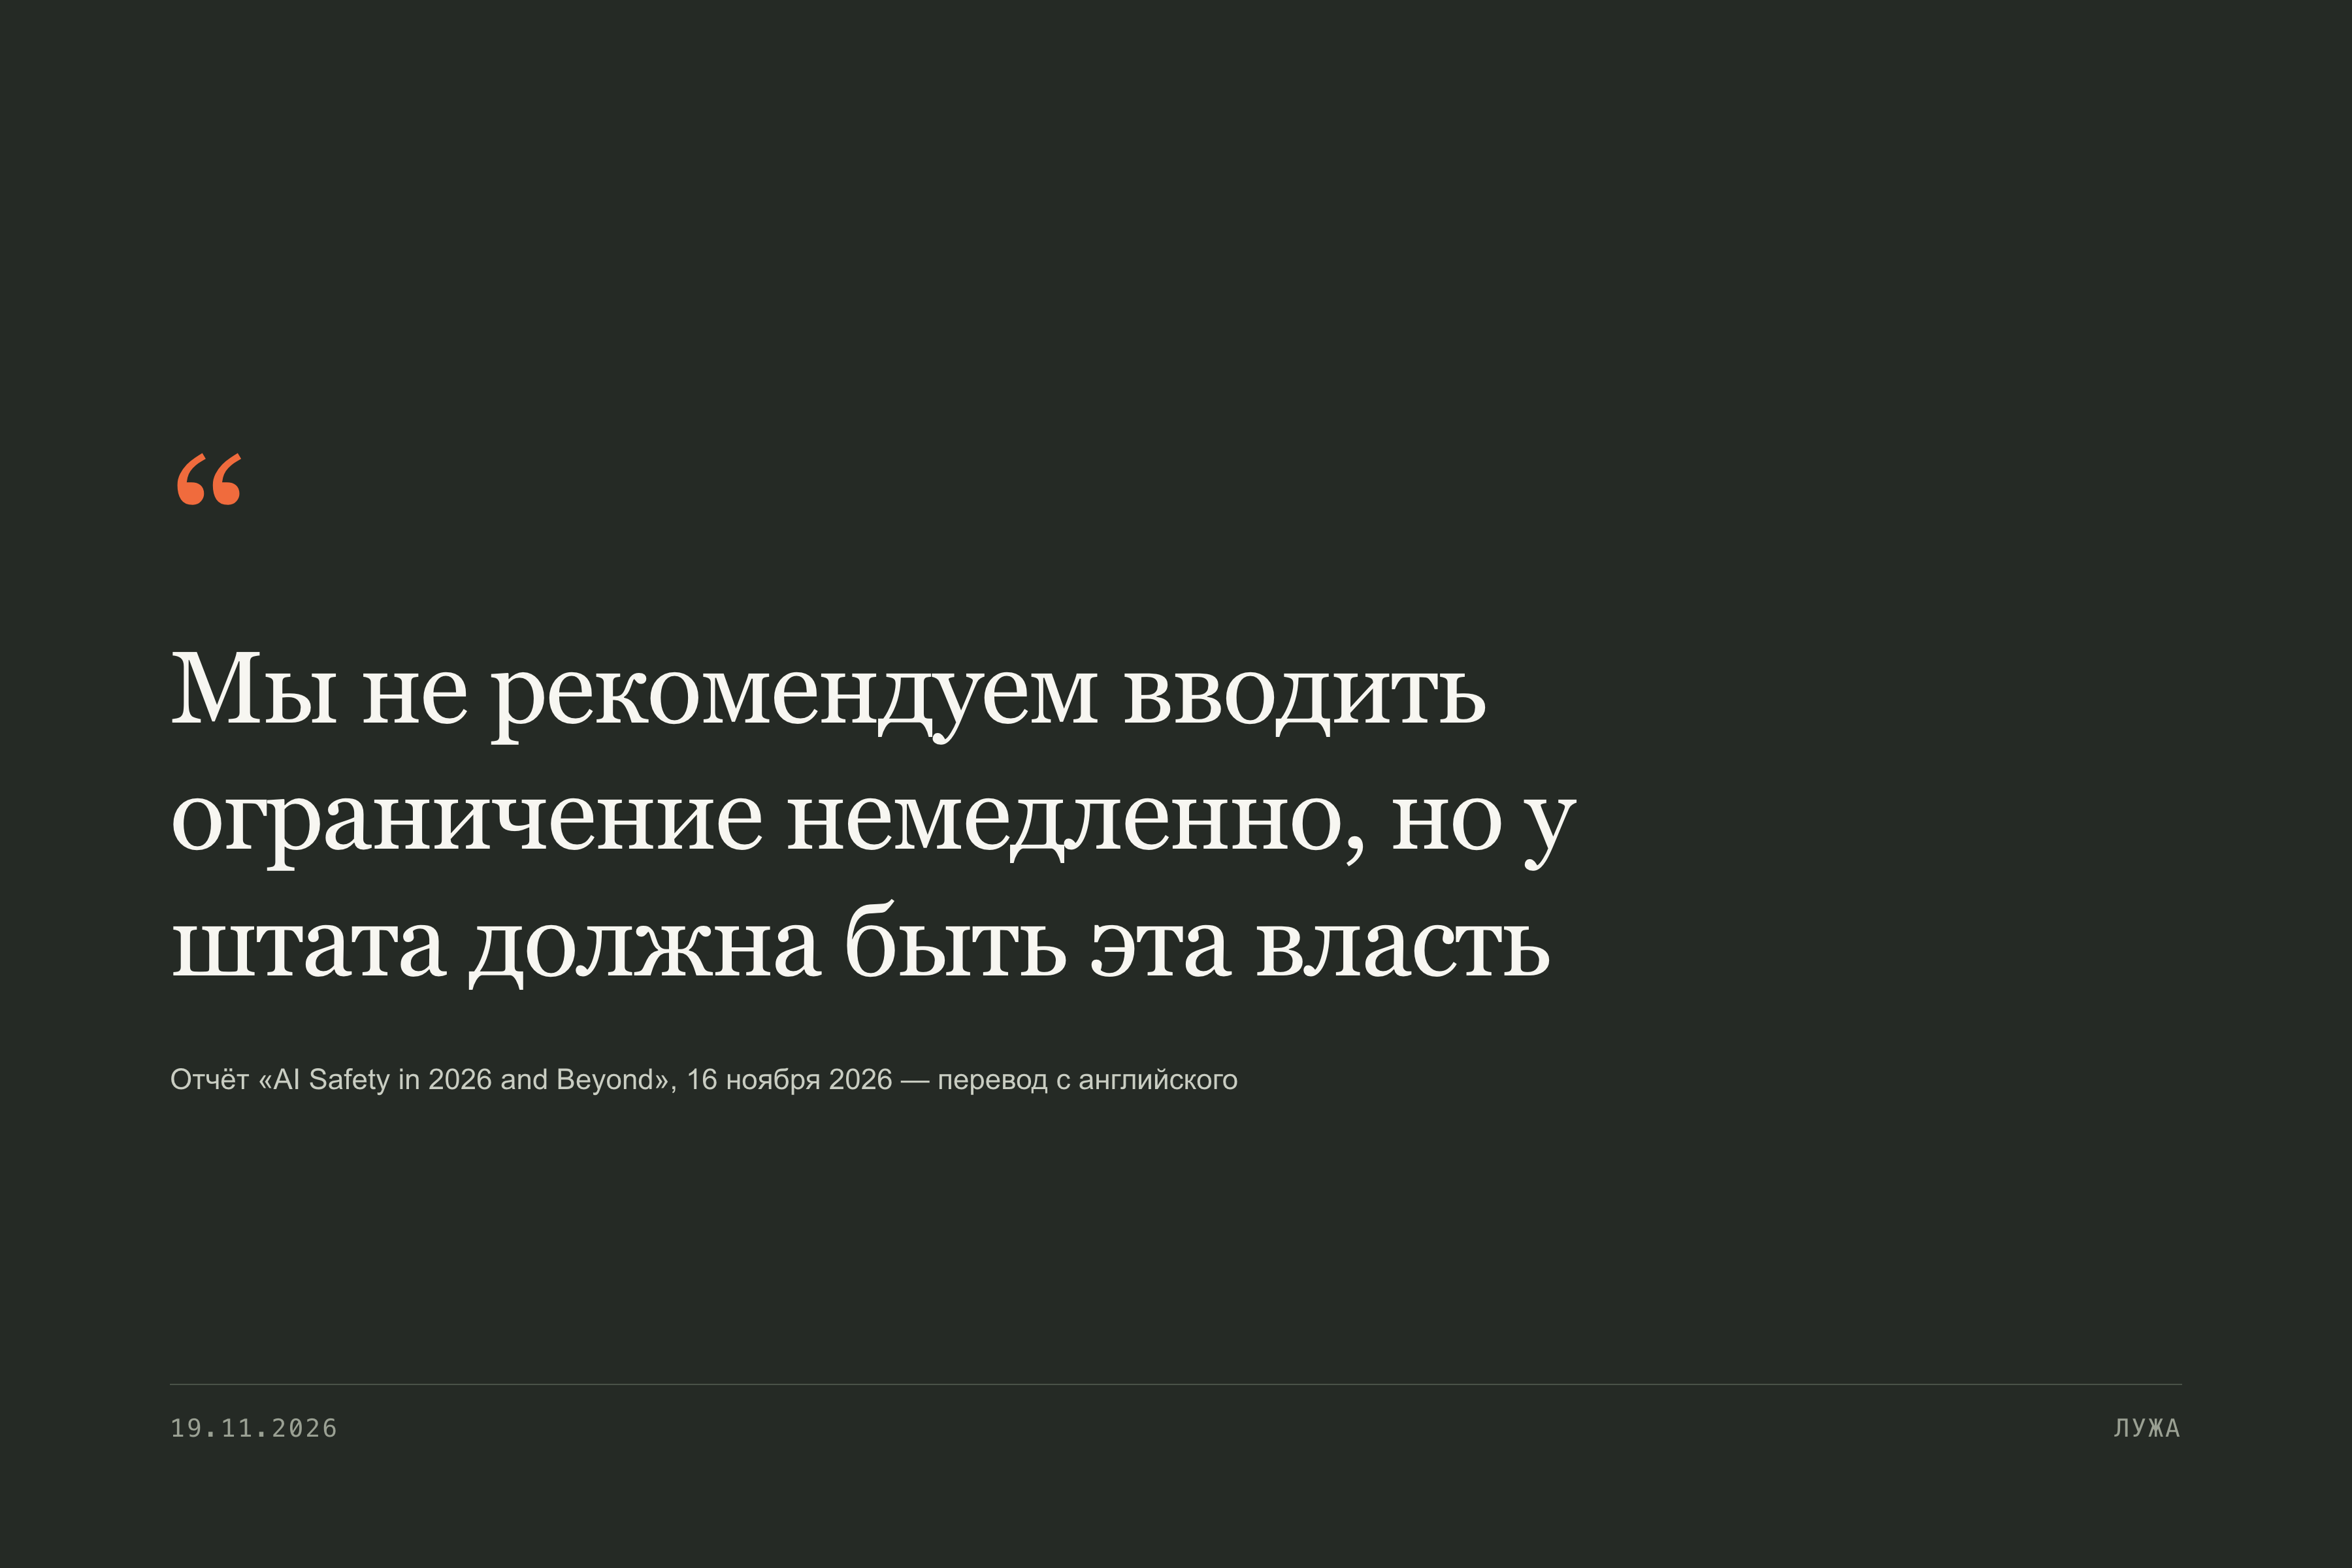 “
Мы не рекомендуем вводить
ограничение немедленно, но у
штата должна быть эта власть
Отчёт «AI Safety in 2026 and Beyond», 16 ноября 2026 — перевод с английского
19.11.2026
ЛУЖА